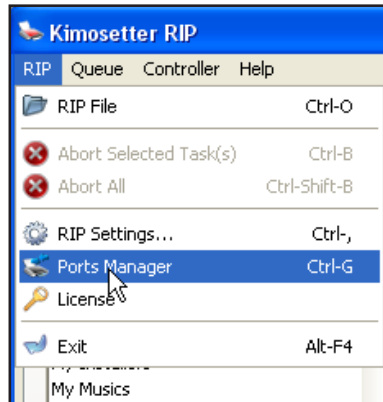 Kimosetter RIP
RIP Queue Controller Help
RIP File Ctrl-O
Abort Selected Task(s) Ctrl-B
Abort All Ctrl-Shift-B
RIP Settings... Ctrl-,
Ports Manager Ctrl-G
License
Exit Alt-F4
My Musics